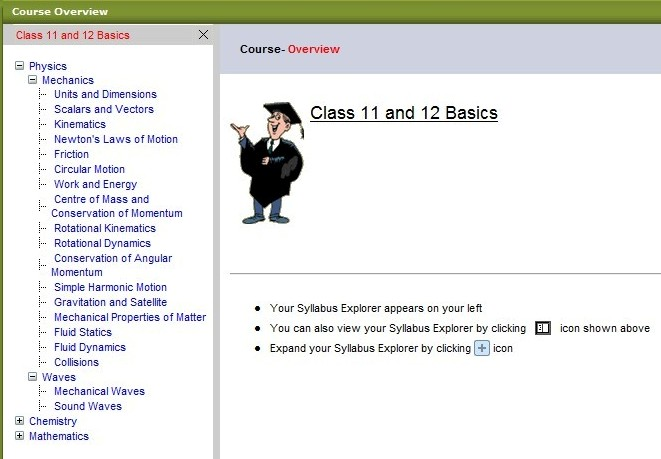 Course Overview
Class 11 and 12 Basics
Physics
Mechanics
Units and Dimensions
Scalars and Vectors
Kinematics
Newton's Laws of Motion
Friction
Circular Motion
Work and Energy
Centre of Mass and
Conservation of Momentum
Rotational Kinematics
Rotational Dynamics
Conservation of Angular
Momentum
Simple Harmonic Motion
Gravitation and Satellite
Mechanical Properties of Matter
Fluid Statics
Fluid Dynamics
Collisions
Waves
Mechanical Waves
Sound Waves
Chemistry
Mathematics
Course- Overview
Class 11 and 12 Basics
Your Syllabus Explorer appears on your left
You can also view your Syllabus Explorer by clicking icon shown above
Expand your Syllabus Explorer by clicking icon